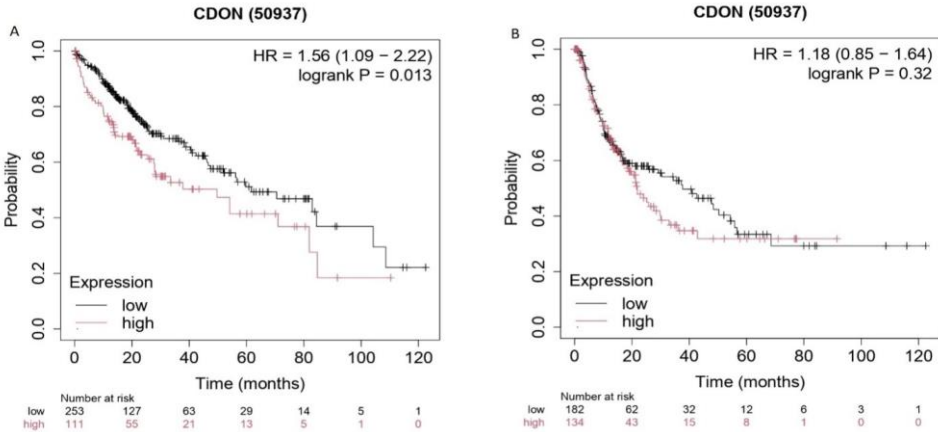 A
CDON (50937)
HR = 1.56 (1.09 − 2.22)
logrank P = 0.013
Probability
1.0
0.8
0.6
0.4
0.2
0.0
Expression
low
high
0 20 40 60 80 100 120
Time (months)
Number at risk
low 253 127 63 29 14 5 1
high 111 55 21 13 5 1 0
B
CDON (50937)
HR = 1.18 (0.85 − 1.64)
logrank P = 0.32
Probability
1.0
0.8
0.6
0.4
0.2
0.0
Expression
low
high
0 20 40 60 80 100 120
Time (months)
Number at risk
low 182 62 32 12 6 3 1
high 134 43 15 8 1 0 0